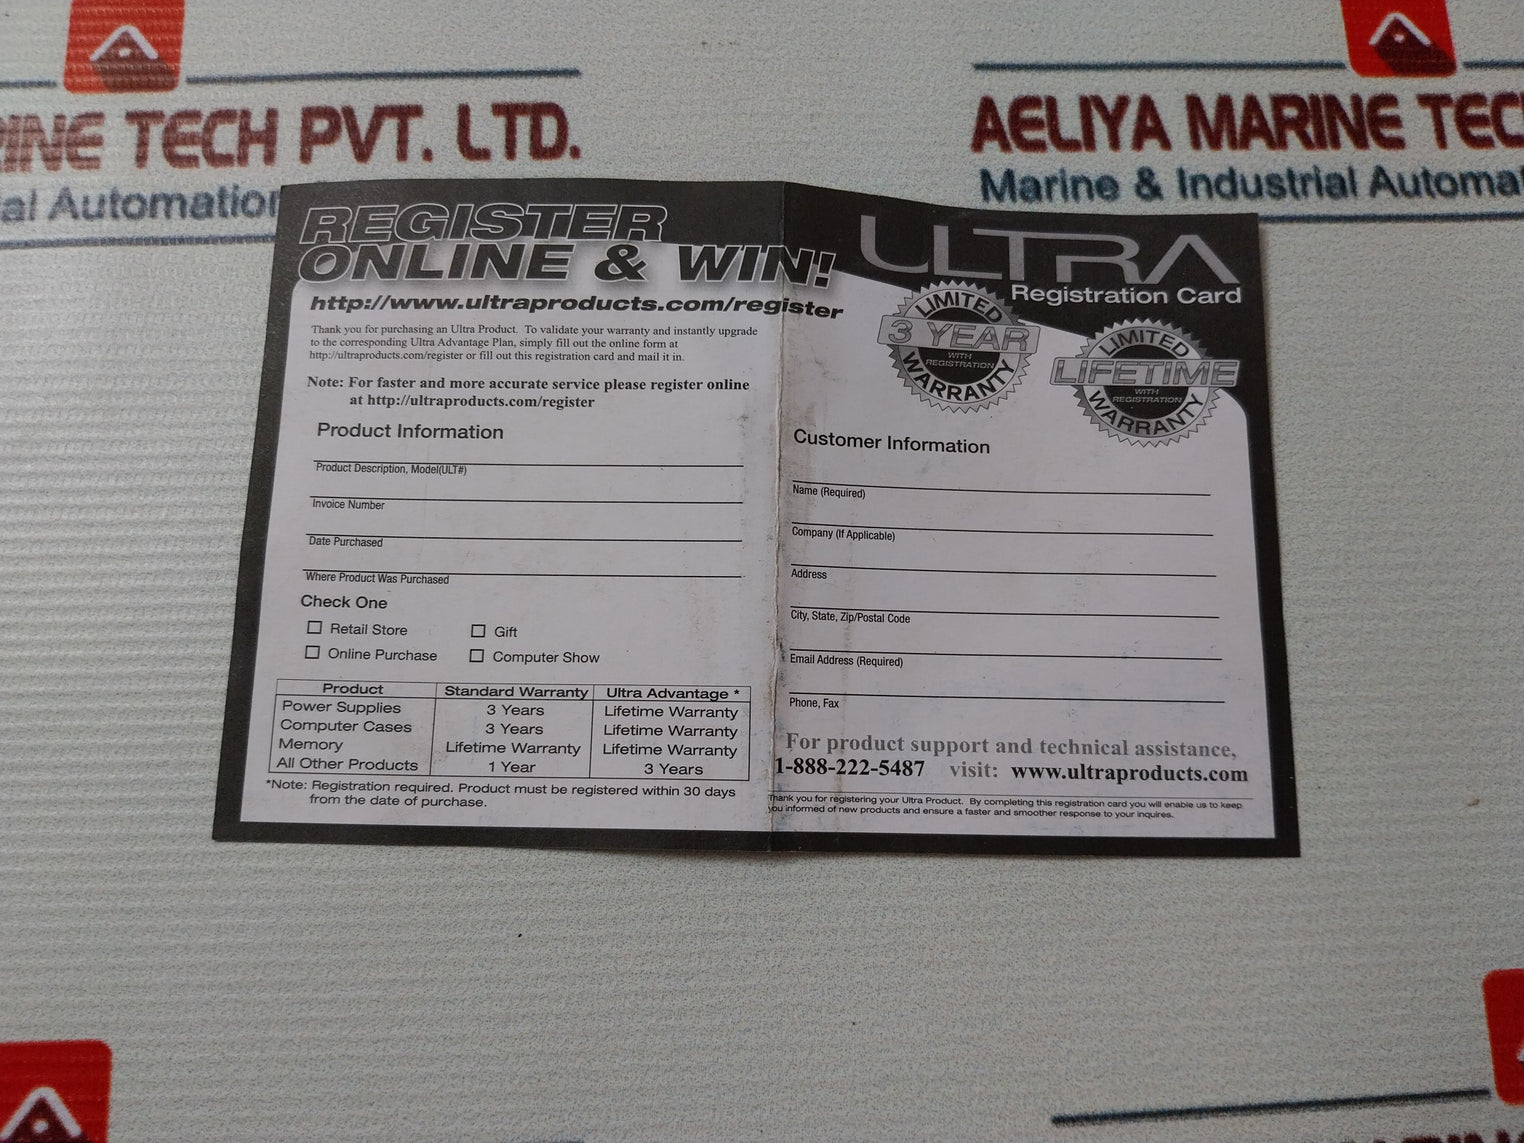 RINE TECH PVT. LTD.
al Automation
AELIYA MARINE TEC
Marine & Industrial Automa
REGISTER
ONLINE & WIN!
http://www.ultraproducts.com/register
Thank you for purchasing an Ultra Product. To validate your warranty and instantly upgrade
to the corresponding Ultra Advantage Plan, simply fill out the online form at
http://ultraproducts.com/register or fill out this registration card and mail it in.
Note: For faster and more accurate service please register online
at http://ultraproducts.com/register
Product Information
Product Description, Model(ULT#)
Invoice Number
Date Purchased
Where Product Was Purchased
Check One
Retail Store Gift
Online Purchase Computer Show
Product Standard Warranty Ultra Advantage *
Power Supplies 3 Years Lifetime Warranty
Computer Cases 3 Years Lifetime Warranty
Memory Lifetime Warranty Lifetime Warranty
All Other Products 1 Year 3 Years
*Note: Registration required. Product must be registered within 30 days
from the date of purchase.
ULTRA
Registration Card
LIMITED
3 YEAR
WITH
REGISTRATION
WARRANTY
LIMITED
LIFETIME
WITH
REGISTRATION
WARRANTY
Customer Information
Name (Required)
Company (If Applicable)
Address
City, State, Zip/Postal Code
Email Address (Required)
Phone, Fax
For product support and technical assistance,
1-888-222-5487 visit: www.ultraproducts.com
Thank you for registering your Ultra Product. By completing this registration card you will enable us to keep
you informed of new products and ensure a faster and smoother response to your inquires.